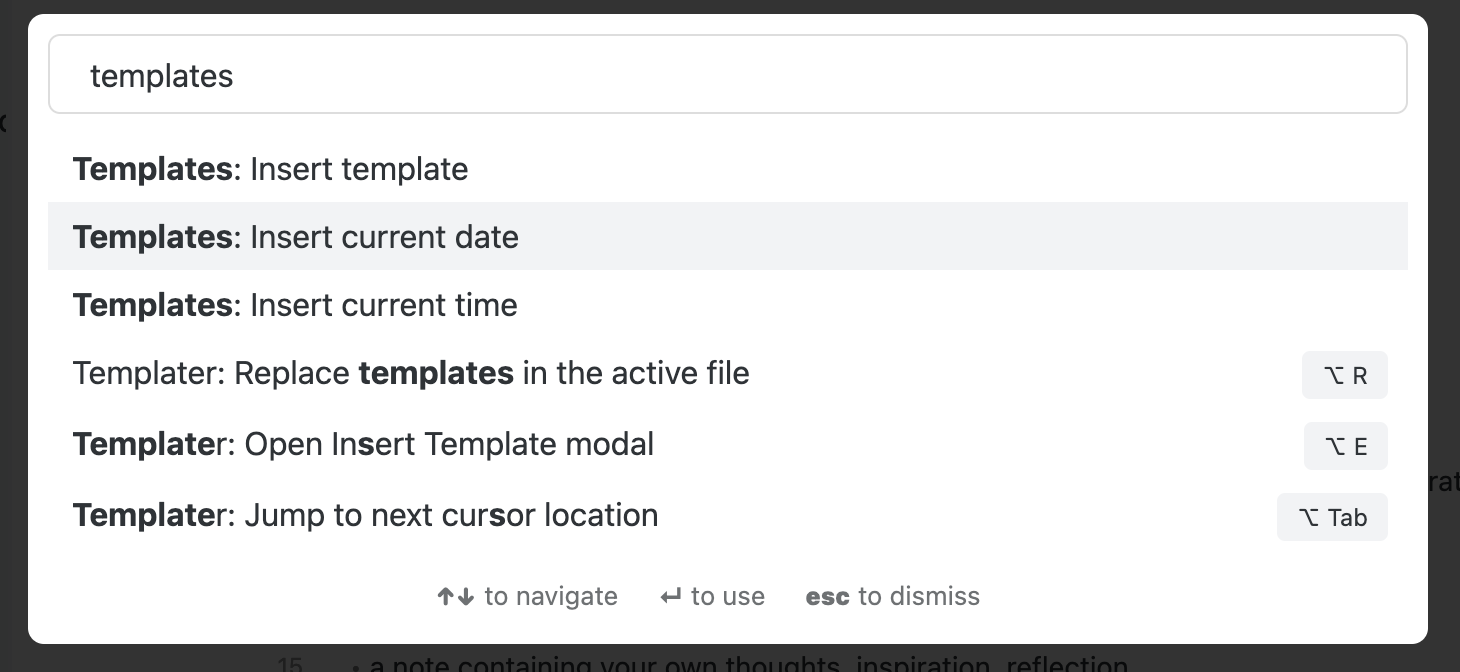 templates
Templates: Insert template
Templates: Insert current date
Templates: Insert current time
Templater: Replace templates in the active file ⌥ R
Templater: Open Insert Template modal ⌥ E
Templater: Jump to next cursor location ⌥ Tab
↑↓ to navigate ↵ to use esc to dismiss
15 • a note containing your own thoughts, inspiration, reflection